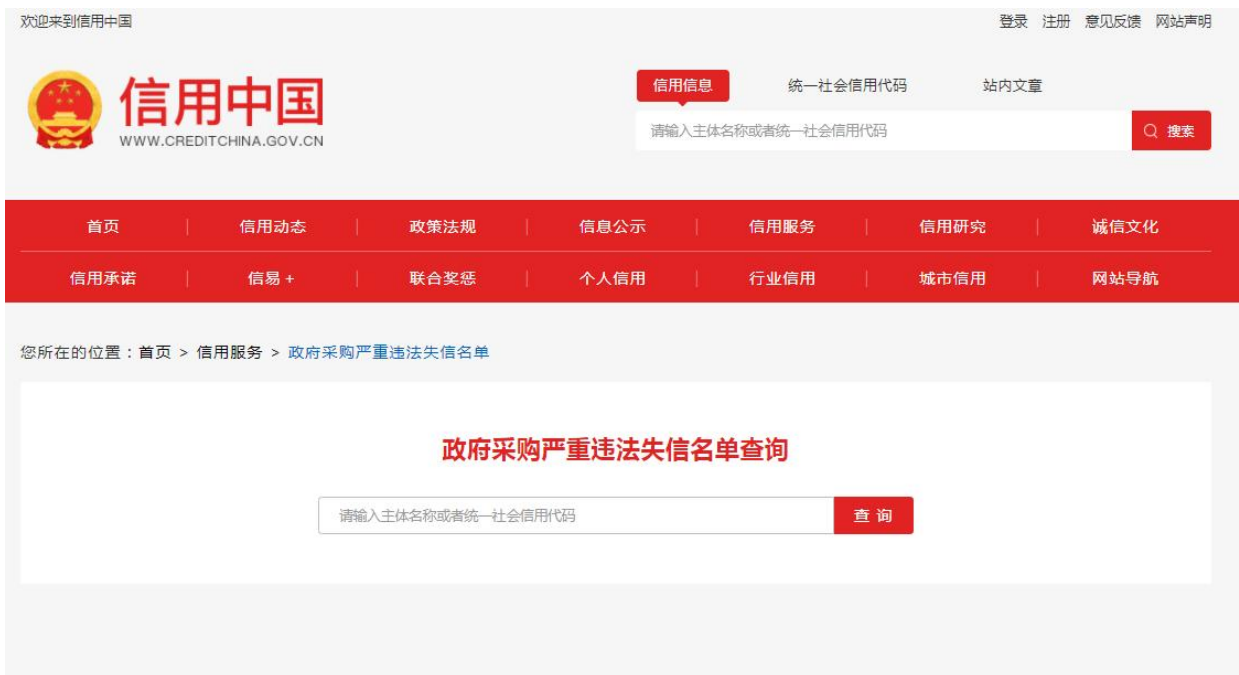 欢迎来到信用中国
登录 注册 意见反馈 网站声明
信用中国
WWW.CREDITCHINA.GOV.CN
信用信息 统一社会信用代码 站内文章
请输入主体名称或者统一社会信用代码
搜索
首页 信用动态 政策法规 信息公示 信用服务 信用研究 诚信文化
信用承诺 信易 + 联合奖惩 个人信用 行业信用 城市信用 网站导航
您所在的位置：首页 > 信用服务 > 政府采购严重违法失信名单
政府采购严重违法失信名单查询
请输入主体名称或者统一社会信用代码
查 询